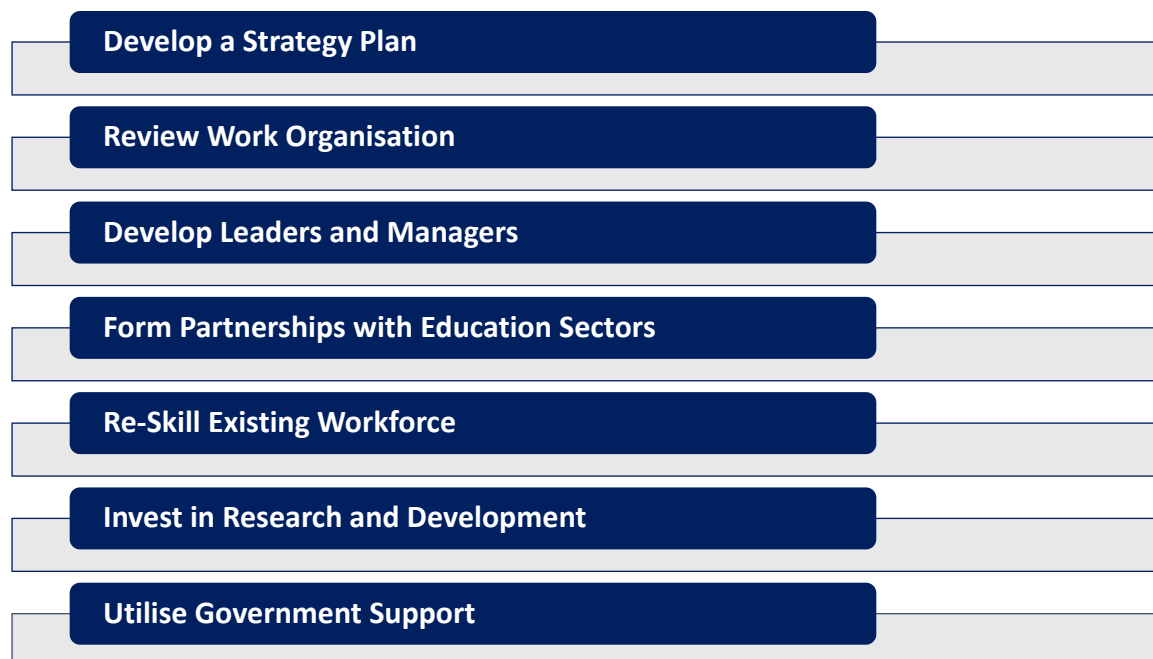 Develop a Strategy Plan
Review Work Organisation
Develop Leaders and Managers
Form Partnerships with Education Sectors
Re-Skill Existing Workforce
Invest in Research and Development
Utilise Government Support